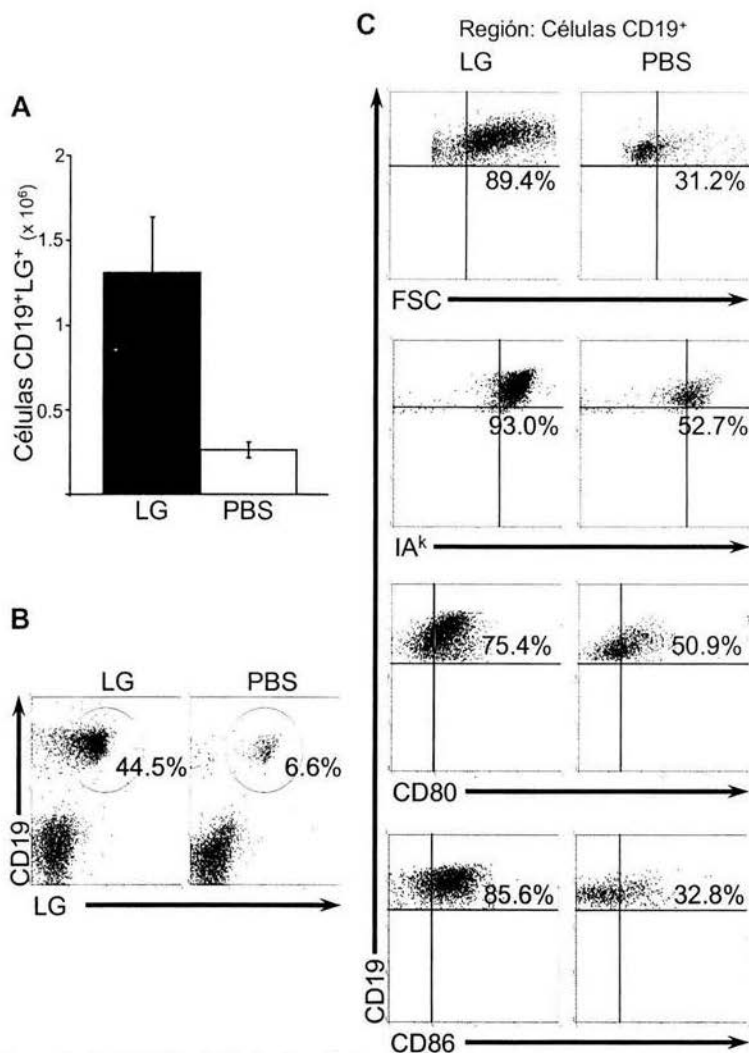 A
Células CD19⁺LG⁺ (x 10⁶)
2
1.5
1
0.5
LG PBS
B
LG PBS
44.5% 6.6%
CD19
LG
C
Región: Células CD19⁺
LG PBS
89.4% 31.2%
FSC
93.0% 52.7%
IAᵏ
75.4% 50.9%
CD80
85.6% 32.8%
CD19
CD86